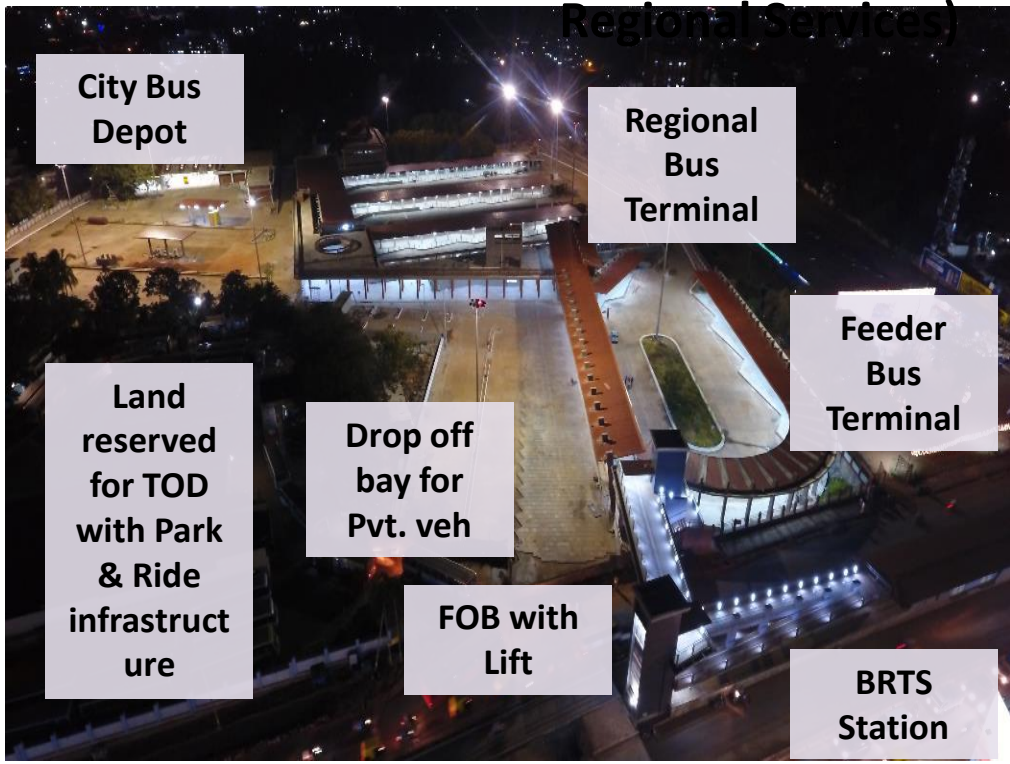 Regional Services)
City Bus
Depot
Regional
Bus
Terminal
Feeder
Bus
Terminal
Land
reserved
for TOD
with Park
& Ride
infrastruct
ure
Drop off
bay for
Pvt. veh
FOB with
Lift
BRTS
Station